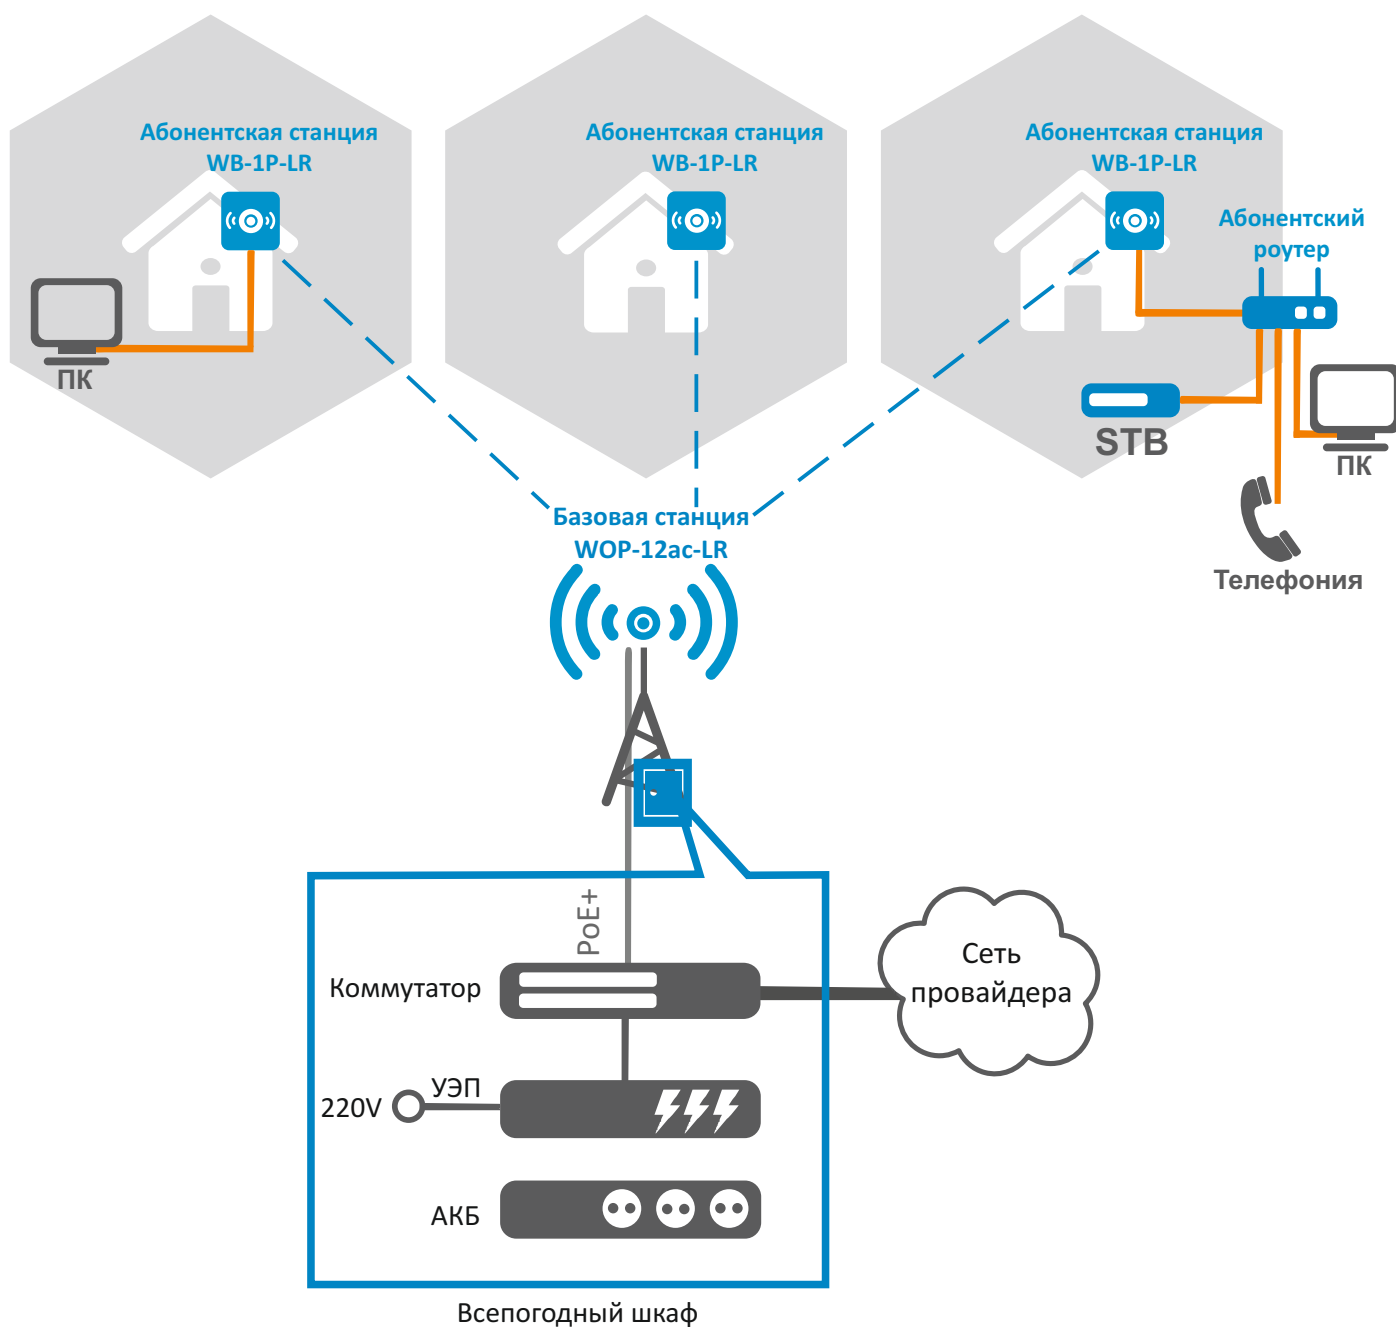 Абонентская станция
WB-1P-LR
Абонентская станция
WB-1P-LR
Абонентская станция
WB-1P-LR
Абонентский
роутер
ПК
STB
ПК
Телефония
Базовая станция
WOP-12ac-LR
PoE+
Коммутатор
Сеть
провайдера
УЭП
220V
АКБ
Всепогодный шкаф